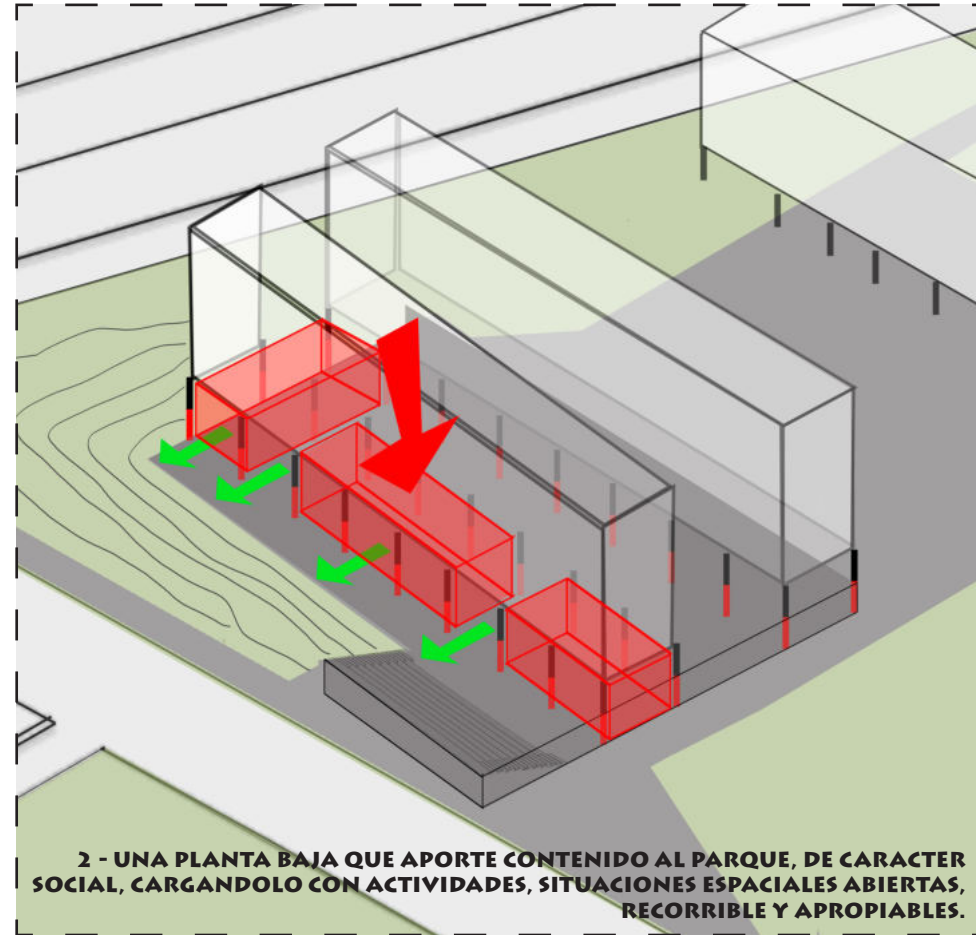 2 - UNA PLANTA BAJA QUE APORTE CONTENIDO AL PARQUE, DE CARACTER
SOCIAL, CARGANDOLO CON ACTIVIDADES, SITUACIONES ESPACIALES ABIERTAS,
RECORRIBLE Y APROPIABLES.